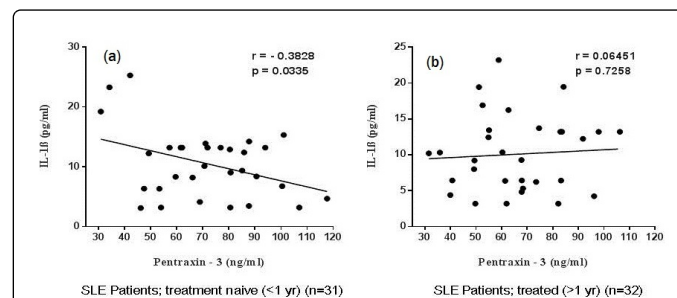 (a)
r = - 0.3828
p = 0.0335
IL-1ß (pg/ml)
30
20
10
0
30 40 50 60 70 80 90 100 110 120
Pentraxin - 3 (ng/ml)
SLE Patients; treatment naive (<1 yr) (n=31)
(b)
r = 0.06451
p = 0.7258
IL-1ß (pg/ml)
25
20
15
10
5
0
30 40 50 60 70 80 90 100 110 120
Pentraxin - 3 (ng/ml)
SLE Patients; treated (>1 yr) (n=32)